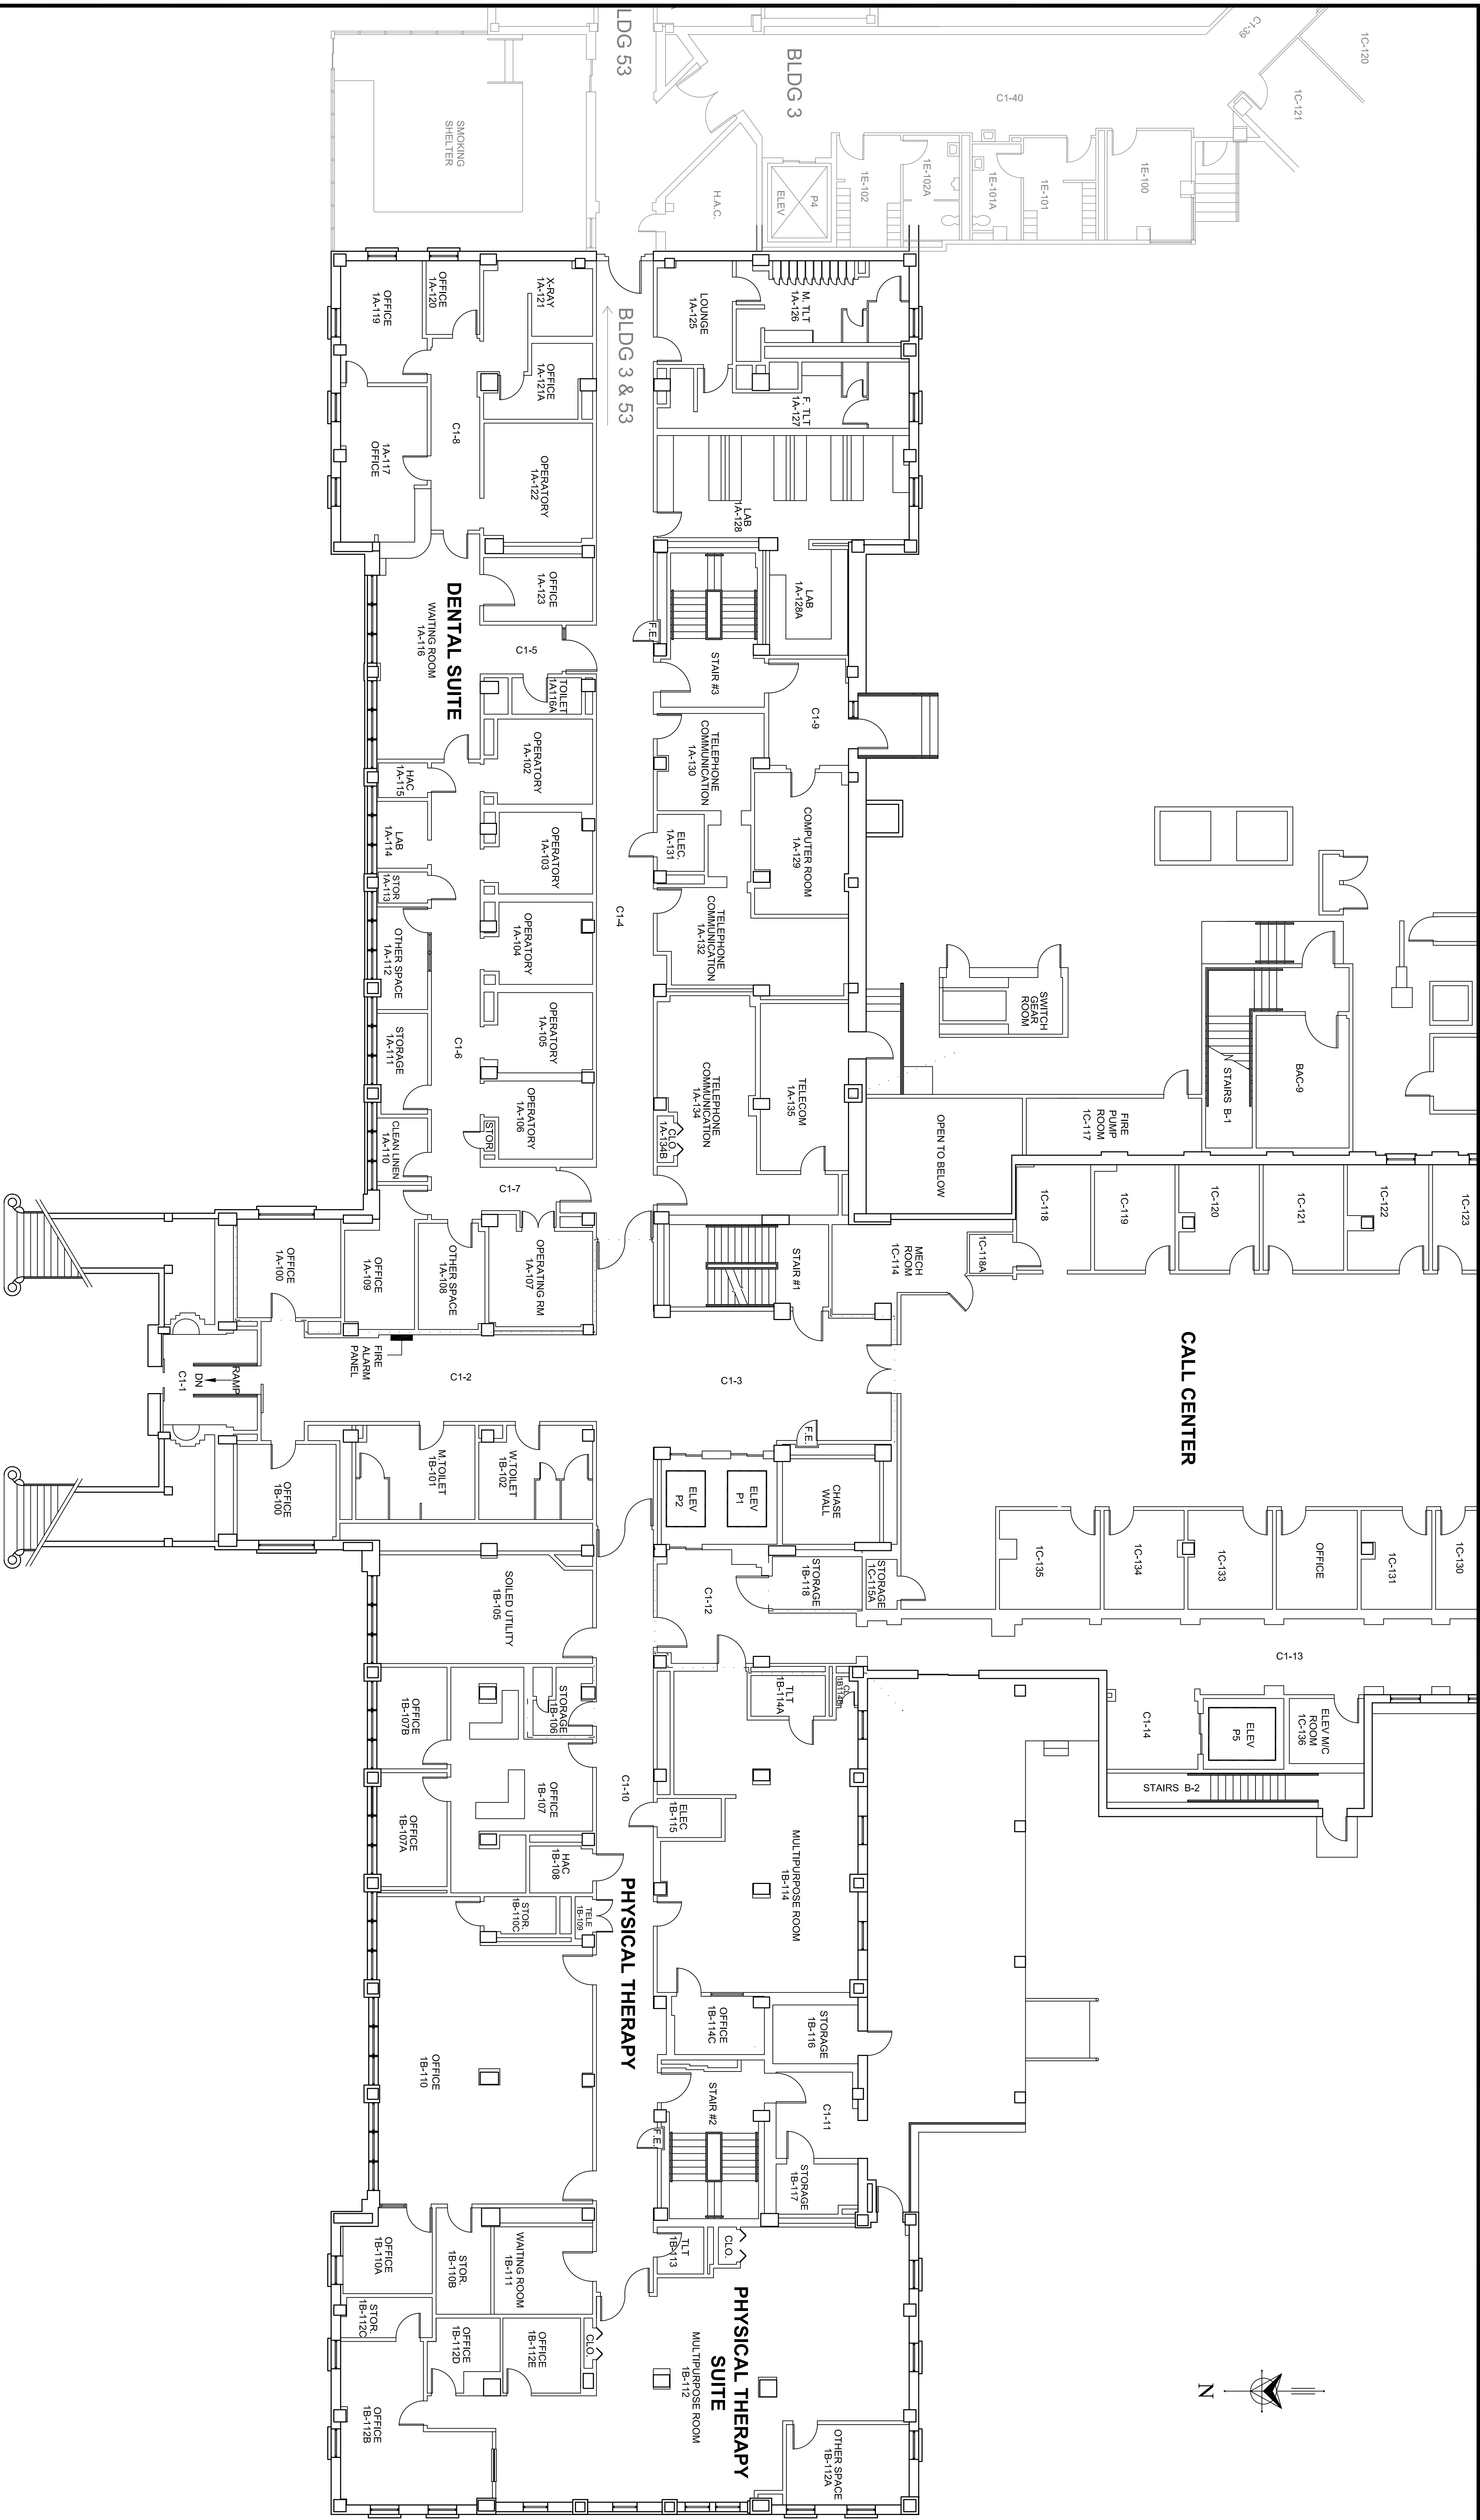 LDG 53
BLDG 3
C1-39
1C-120
1C-121
C1-40
SMOKING
SHELTER
H.A.C.
P4
ELEV
1E-102
1E-102A
1E-101A
1E-101
1E-100
BLDG 3 & 53
OFFICE
1A-119
OFFICE
1A-120
X-RAY
1A-121
OFFICE
1A-121A
LOUNGE
1A-125
M. TLT
1A-126
F. TLT
1A-127
C1-8
1A-117
OFFICE
OPERATORY
1A-122
LAB
1A-128
LAB
1A-128A
OFFICE
1A-123
DENTAL SUITE
WAITING ROOM
1A-116
C1-5
F.E.
STAIR #3
TOILET
1A116A
C1-9
TELEPHONE
COMMUNICATION
1A-130
OPERATORY
1A-102
HAC
1A-115
LAB
1A-114
STOR
1A-113
OPERATORY
1A-103
ELEC.
1A-131
COMPUTER ROOM
1A-129
C1-4
OPERATORY
1A-104
TELEPHONE
COMMUNICATION
1A-132
OTHER SPACE
1A-112
STORAGE
1A-111
OPERATORY
1A-105
C1-6
SWITCH
GEAR
ROOM
STAIRS B-1
BAC-9
TELEPHONE
COMMUNICATION
1A-134
TELECOM
1A-135
CLO.
1A-134B
OPERATORY
1A-106
STOR
CLEAN LINEN
1A-110
C1-7
OPEN TO BELOW
FIRE
PUMP
ROOM
1C-117
1C-118
1C-119
1C-120
1C-121
1C-122
1C-123
1C-118A
MECH
ROOM
1C-114
STAIR #1
OPERATING RM
1A-107
OTHER SPACE
1A-108
OFFICE
1A-109
OFFICE
1A-100
FIRE
ALARM
PANEL
RAMP
DN
C1-1
C1-2
C1-3
CALL CENTER
OFFICE
1B-100
M.TOILET
1B-101
W.TOILET
1B-102
F.E.
ELEV
P2
ELEV
P1
CHASE
WALL
1C-135
1C-134
1C-133
OFFICE
1C-131
1C-130
SOILED UTILITY
1B-105
C1-12
STORAGE
1B-118
STORAGE
1C-115A
C1-13
TLT
1B-114A
1B114B
OFFICE
1B-107B
STORAGE
1B-106
C1-14
ELEV
P5
ELEV M/C
ROOM
1C-136
STAIRS B-2
C1-10
OFFICE
1B-107
OFFICE
1B-107A
ELEC
1B-115
MULTIPURPOSE ROOM
1B-114
HAC
1B-108
TELE.
1B-109
STOR.
1B-110C
PHYSICAL THERAPY
OFFICE
1B-114C
STORAGE
1B-116
OFFICE
1B-110
STAIR #2
C1-11
F.E.
STORAGE
1B-117
OFFICE
1B-110A
STOR.
1B-110B
WAITING ROOM
1B-111
TLT
1B-113
CLO.
STOR.
1B-112C
OFFICE
1B-112D
OFFICE
1B-112E
CLO.
PHYSICAL THERAPY
SUITE
MULTIPURPOSE ROOM
1B-112
OFFICE
1B-112B
OTHER SPACE
1B-112A
N